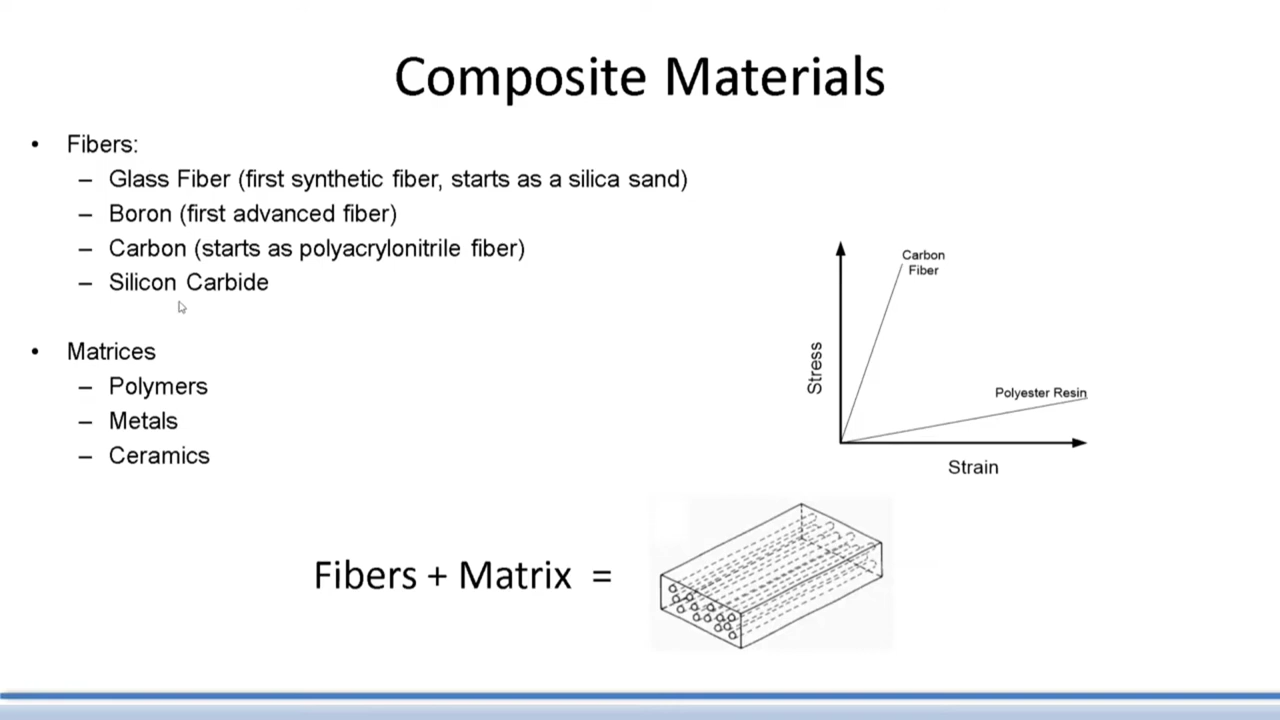 Composite Materials
• Fibers:
– Glass Fiber (first synthetic fiber, starts as a silica sand)
– Boron (first advanced fiber)
– Carbon (starts as polyacrylonitrile fiber)
– Silicon Carbide
• Matrices
– Polymers
– Metals
– Ceramics
Carbon
Fiber
Stress
Polyester Resin
Strain
Fibers + Matrix =